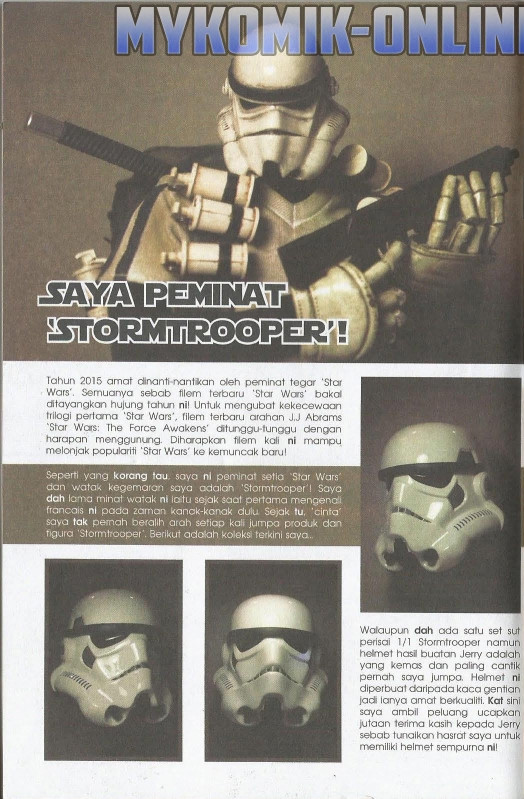 MYKOMIK-ONLINE
SAYA PEMINAT
'STORMTROOPER'!
Tahun 2015 amat dinanti-nantikan oleh peminat tegar 'Star
Wars'. Semuanya sebab filem terbaru 'Star Wars' bakal
ditayangkan hujung tahun ni! Untuk mengubat kekecewaan
trilogi pertama 'Star Wars', filem terbaru arahan J.J Abrams
'Star Wars: The Force Awakens' ditunggu-tunggu dengan
harapan menggunung. Diharapkan filem kali ni mampu
melonjak populariti 'Star Wars' ke kemuncak baru!
Seperti yang korang tau, saya ni peminat setia 'Star Wars'
dan watak kegemaran saya adalah 'Stormtrooper'! Saya
dah lama minat watak ni iaitu sejak saat pertama mengenali
francais ni pada zaman kanak-kanak dulu. Sejak tu, 'cinta'
saya tak pernah beralih arah setiap kali jumpa produk dan
figura 'Stormtrooper'. Berikut adalah koleksi terkini saya...
Walaupun dah ada satu set sut
perisai 1/1 Stormtrooper namun
helmet hasil buatan Jerry adalah
yang kemas dan paling cantik
pernah saya jumpa. Helmet ni
diperbuat daripada kaca gentian
jadi ianya amat berkualiti. Kat sini
saya ambil peluang ucapkan
jutaan terima kasih kepada Jerry
sebab tunaikan hasrat saya untuk
memiliki helmet sempurna ni!